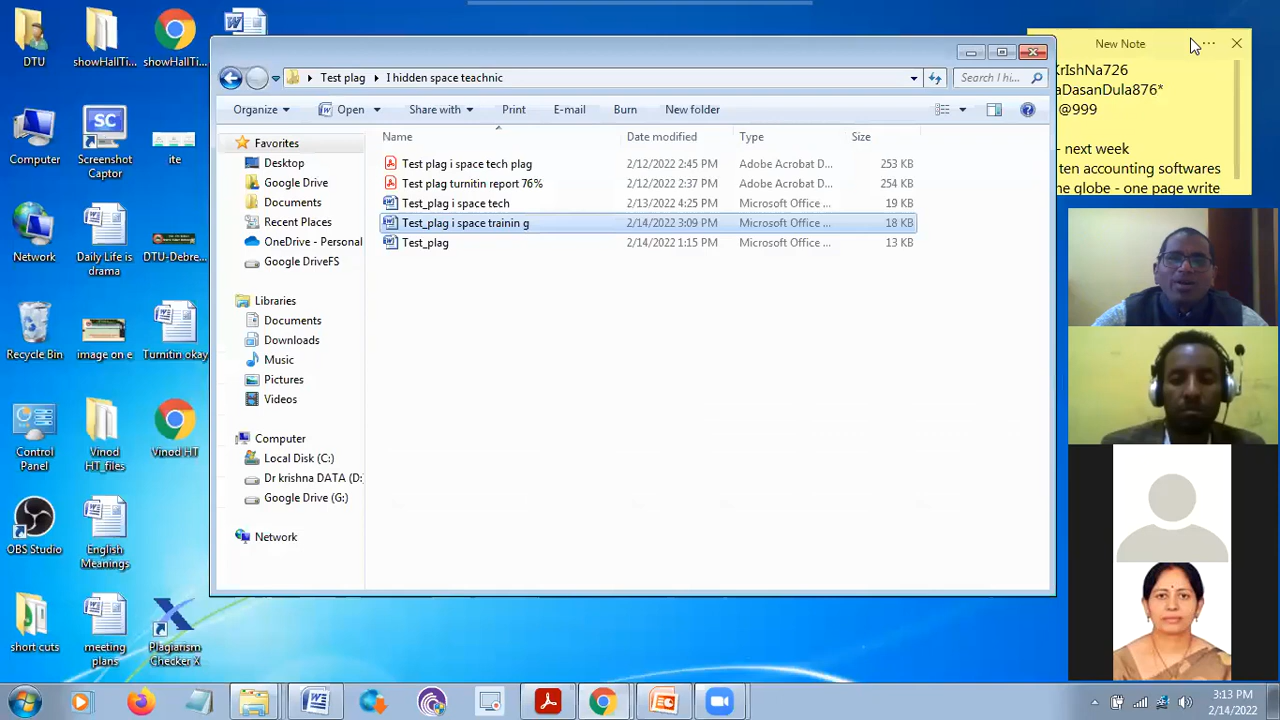 DTU
showHallTi...
showHallTi...
New Note
KrIshNa726
aDasanDula876*
@999
- next week
ten accounting softwares
he globe - one page write
Test plag
I hidden space teachnic
Search I hi...
Organize
Open
Share with
Print
E-mail
Burn
New folder
Favorites
Desktop
Google Drive
Documents
Recent Places
OneDrive - Personal
Google DriveFS
Libraries
Documents
Downloads
Music
Pictures
Videos
Computer
Local Disk (C:)
Dr krishna DATA (D:
Google Drive (G:)
Network
Name Date modified Type Size
Test plag i space tech plag 2/12/2022 2:45 PM Adobe Acrobat D... 253 KB
Test plag turnitin report 76% 2/12/2022 2:37 PM Adobe Acrobat D... 254 KB
Test_plag i space tech 2/13/2022 4:25 PM Microsoft Office ... 19 KB
Test_plag i space trainin g 2/14/2022 3:09 PM Microsoft Office ... 18 KB
Test_plag 2/14/2022 1:15 PM Microsoft Office ... 13 KB
Computer
SC
Screenshot
Captor
ite
Network
Daily Life is
drama
DTU-Debre...
Recycle Bin
image on e
Turnitin okay
Control
Panel
Vinod
HT_files
Vinod HT
OBS Studio
English
Meanings
short cuts
meeting
plans
Plagiarism
Checker X
3:13 PM
2/14/2022